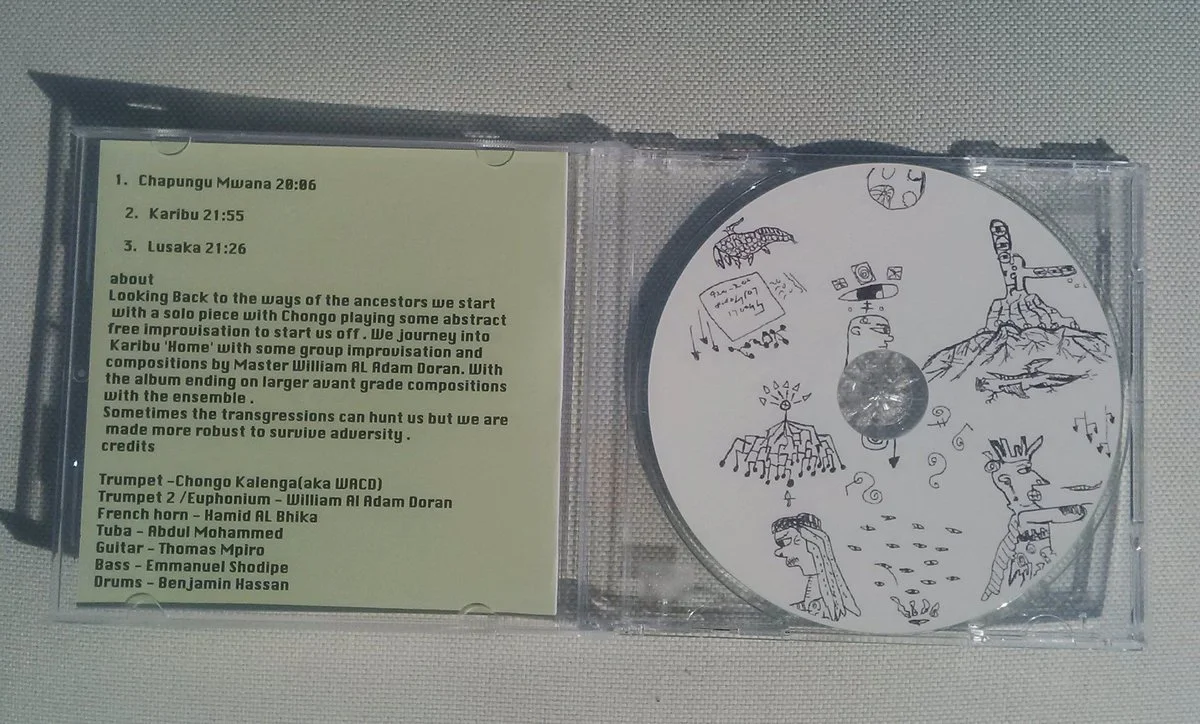 1. Chapungu Mwana 20:06
2. Karibu 21:55
3. Lusaka 21:26
about
Looking Back to the ways of the ancestors we start
with a solo piece with Chongo playing some abstract
free improvisation to start us off . We journey into
Karibu 'Home' with some group improvisation and
compositions by Master William AL Adam Doran. With
the album ending on larger avant grade compositions
with the ensemble .
Sometimes the transgressions can hunt us but we are
made more robust to survive adversity .
credits
Trumpet -Chongo Kalenga(aka WACD)
Trumpet 2 /Euphonium - William Al Adam Doran
French horn - Hamid AL Bhika
Tuba - Abdul Mohammed
Guitar - Thomas Mpiro
Bass - Emmanuel Shodipe
Drums - Benjamin Hassan